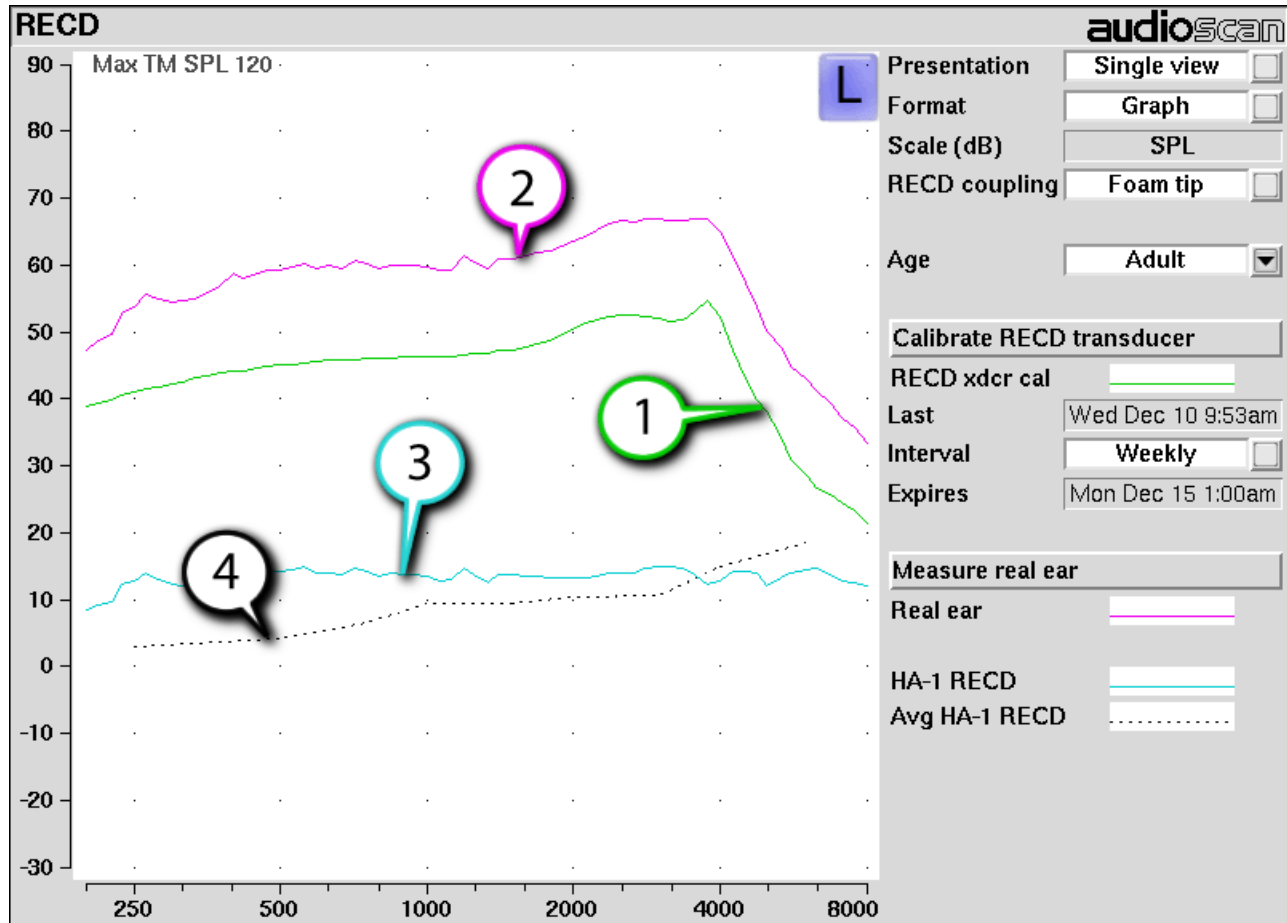 RECD
audioscan
Max TM SPL 120
L
90
80
70
60
50
40
30
20
10
0
-10
-20
-30
250 500 1000 2000 4000 8000
1
2
3
4
Presentation Single view
Format Graph
Scale (dB) SPL
RECD coupling Foam tip
Age Adult
Calibrate RECD transducer
RECD xdcr cal
Last Wed Dec 10 9:53am
Interval Weekly
Expires Mon Dec 15 1:00am
Measure real ear
Real ear
HA-1 RECD
Avg HA-1 RECD